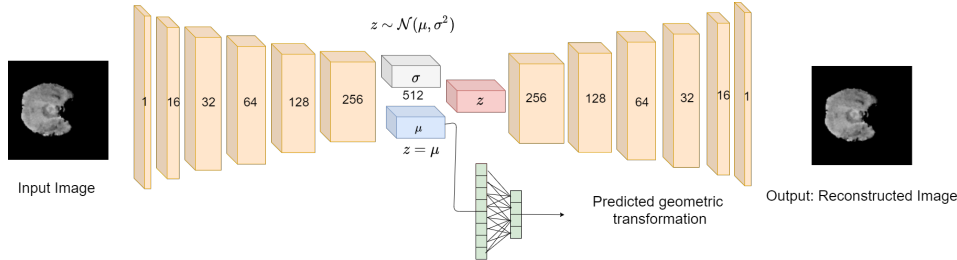 z ∼ 𝒩(μ, σ²)
1
16
32
64
128
256
σ
512
μ
z = μ
z
256
128
64
32
16
1
Input Image
Predicted geometric
transformation
Output: Reconstructed Image